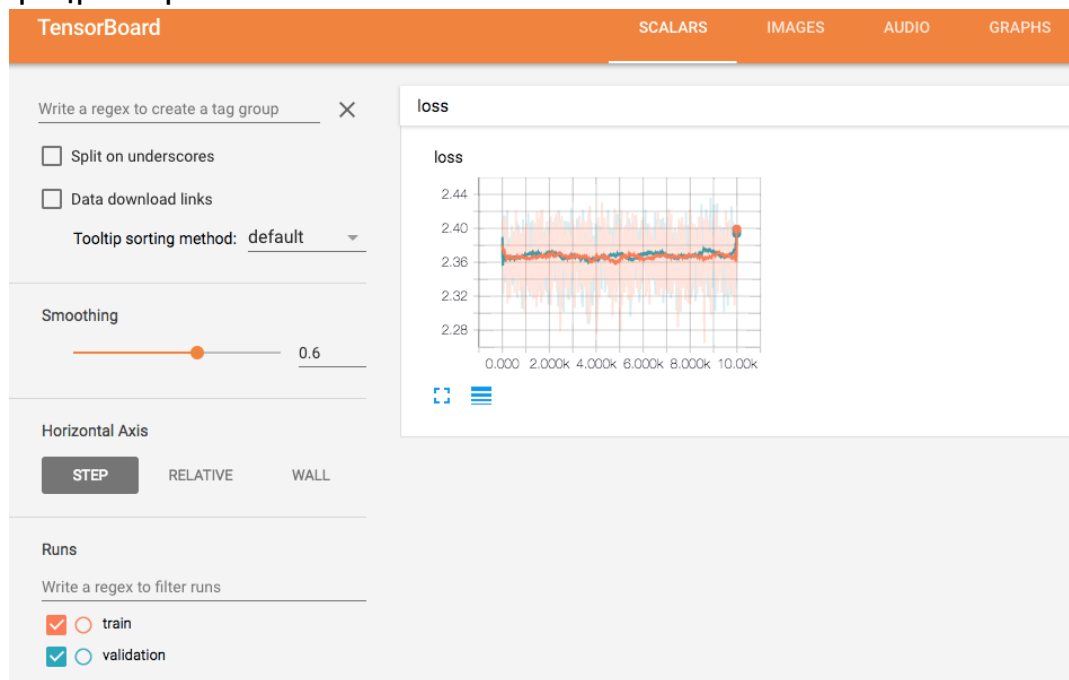 TensorBoard
SCALARS IMAGES AUDIO GRAPHS
Write a regex to create a tag group
Split on underscores
Data download links
Tooltip sorting method: default
Smoothing
0.6
Horizontal Axis
STEP RELATIVE WALL
Runs
Write a regex to filter runs
train
validation
loss
loss
2.44
2.40
2.36
2.32
2.28
0.000 2.000k 4.000k 6.000k 8.000k 10.00k